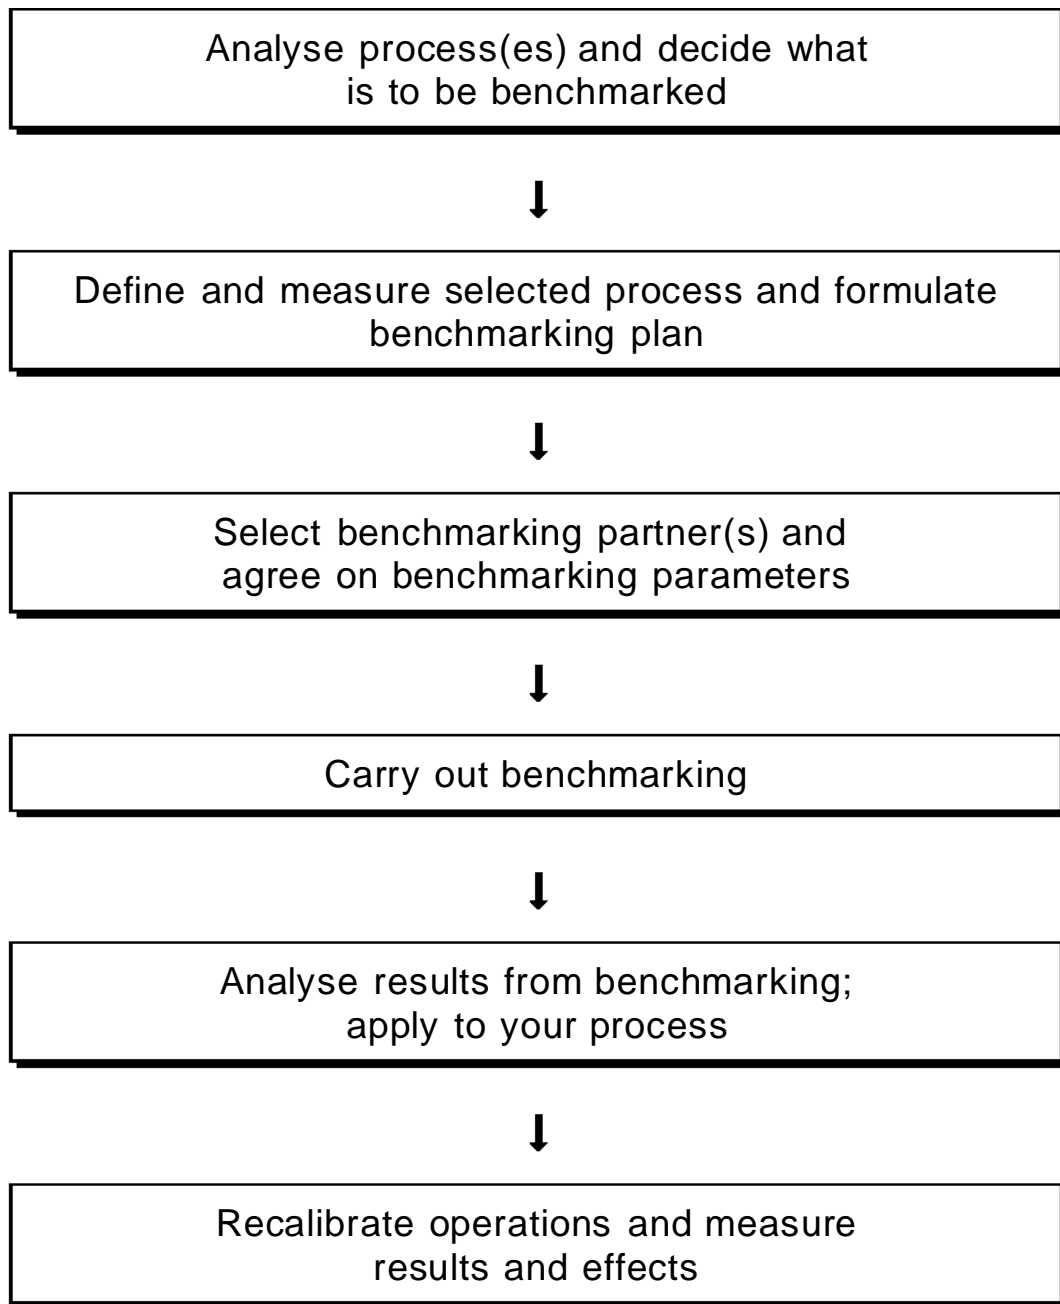 Analyse process(es) and decide what
is to be benchmarked
Define and measure selected process and formulate
benchmarking plan
Select benchmarking partner(s) and
agree on benchmarking parameters
Carry out benchmarking
Analyse results from benchmarking;
apply to your process
Recalibrate operations and measure
results and effects